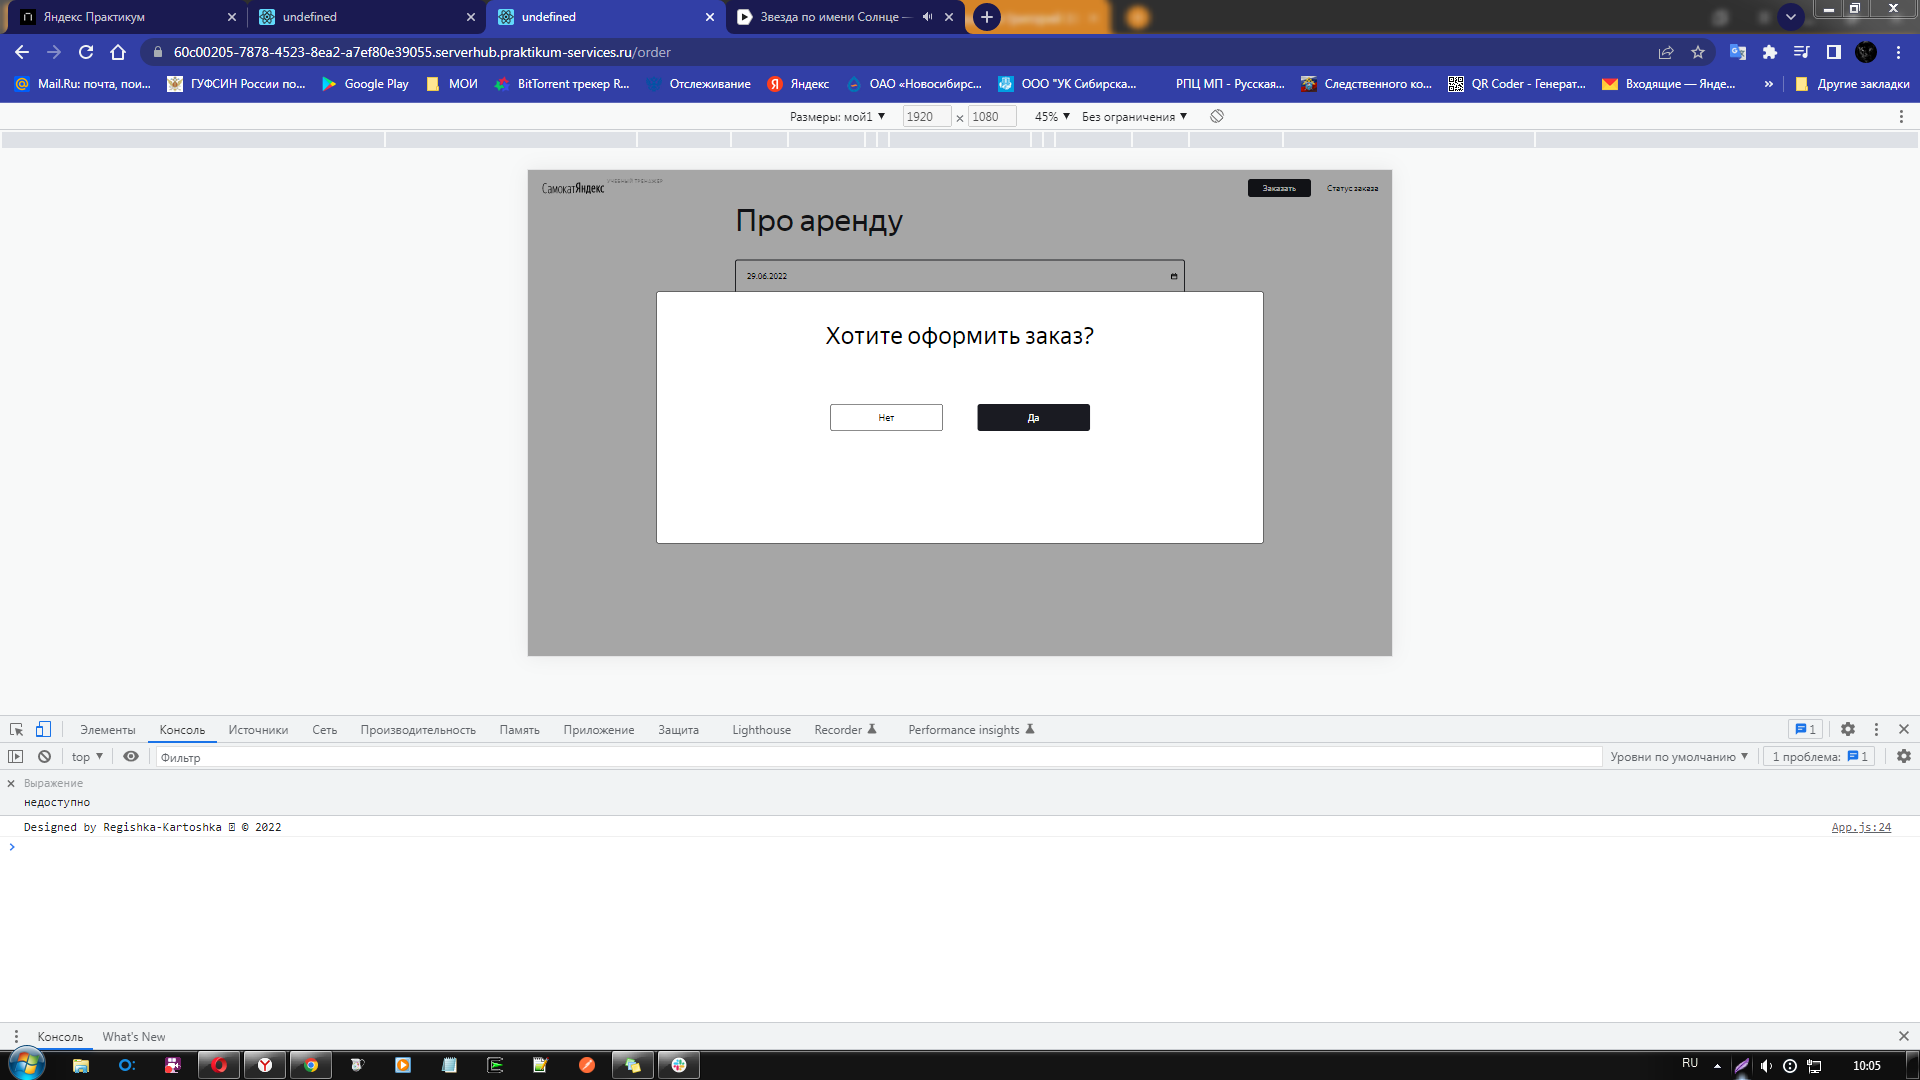 Яндекс Практикум
undefined
undefined
Звезда по имени Солнце —
60c00205-7878-4523-8ea2-a7ef80e39055.serverhub.praktikum-services.ru/order
Mail.Ru: почта, пои...
ГУФСИН России по...
Google Play
МОИ
BitTorrent трекер R...
Отслеживание
Яндекс
ОАО «Новосибирс...
ООО "УК Сибирска...
РПЦ МП - Русская...
Следственного ко...
QR Coder - Генерат...
Входящие — Янде...
»
Другие закладки
Размеры: мой1
1920 × 1080
45%
Без ограничения
СамокатЯндекс
УЧЕБНЫЙ ТРЕНАЖЕР
Заказать
Статус заказа
Про аренду
29.06.2022
Хотите оформить заказ?
Нет
Да
Элементы
Консоль
Источники
Сеть
Производительность
Память
Приложение
Защита
Lighthouse
Recorder
Performance insights
1
top
Фильтр
Уровни по умолчанию
1 проблема: 1
Выражение
недоступно
Designed by Regishka-Kartoshka © 2022
App.js:24
Консоль
What's New
RU
10:05